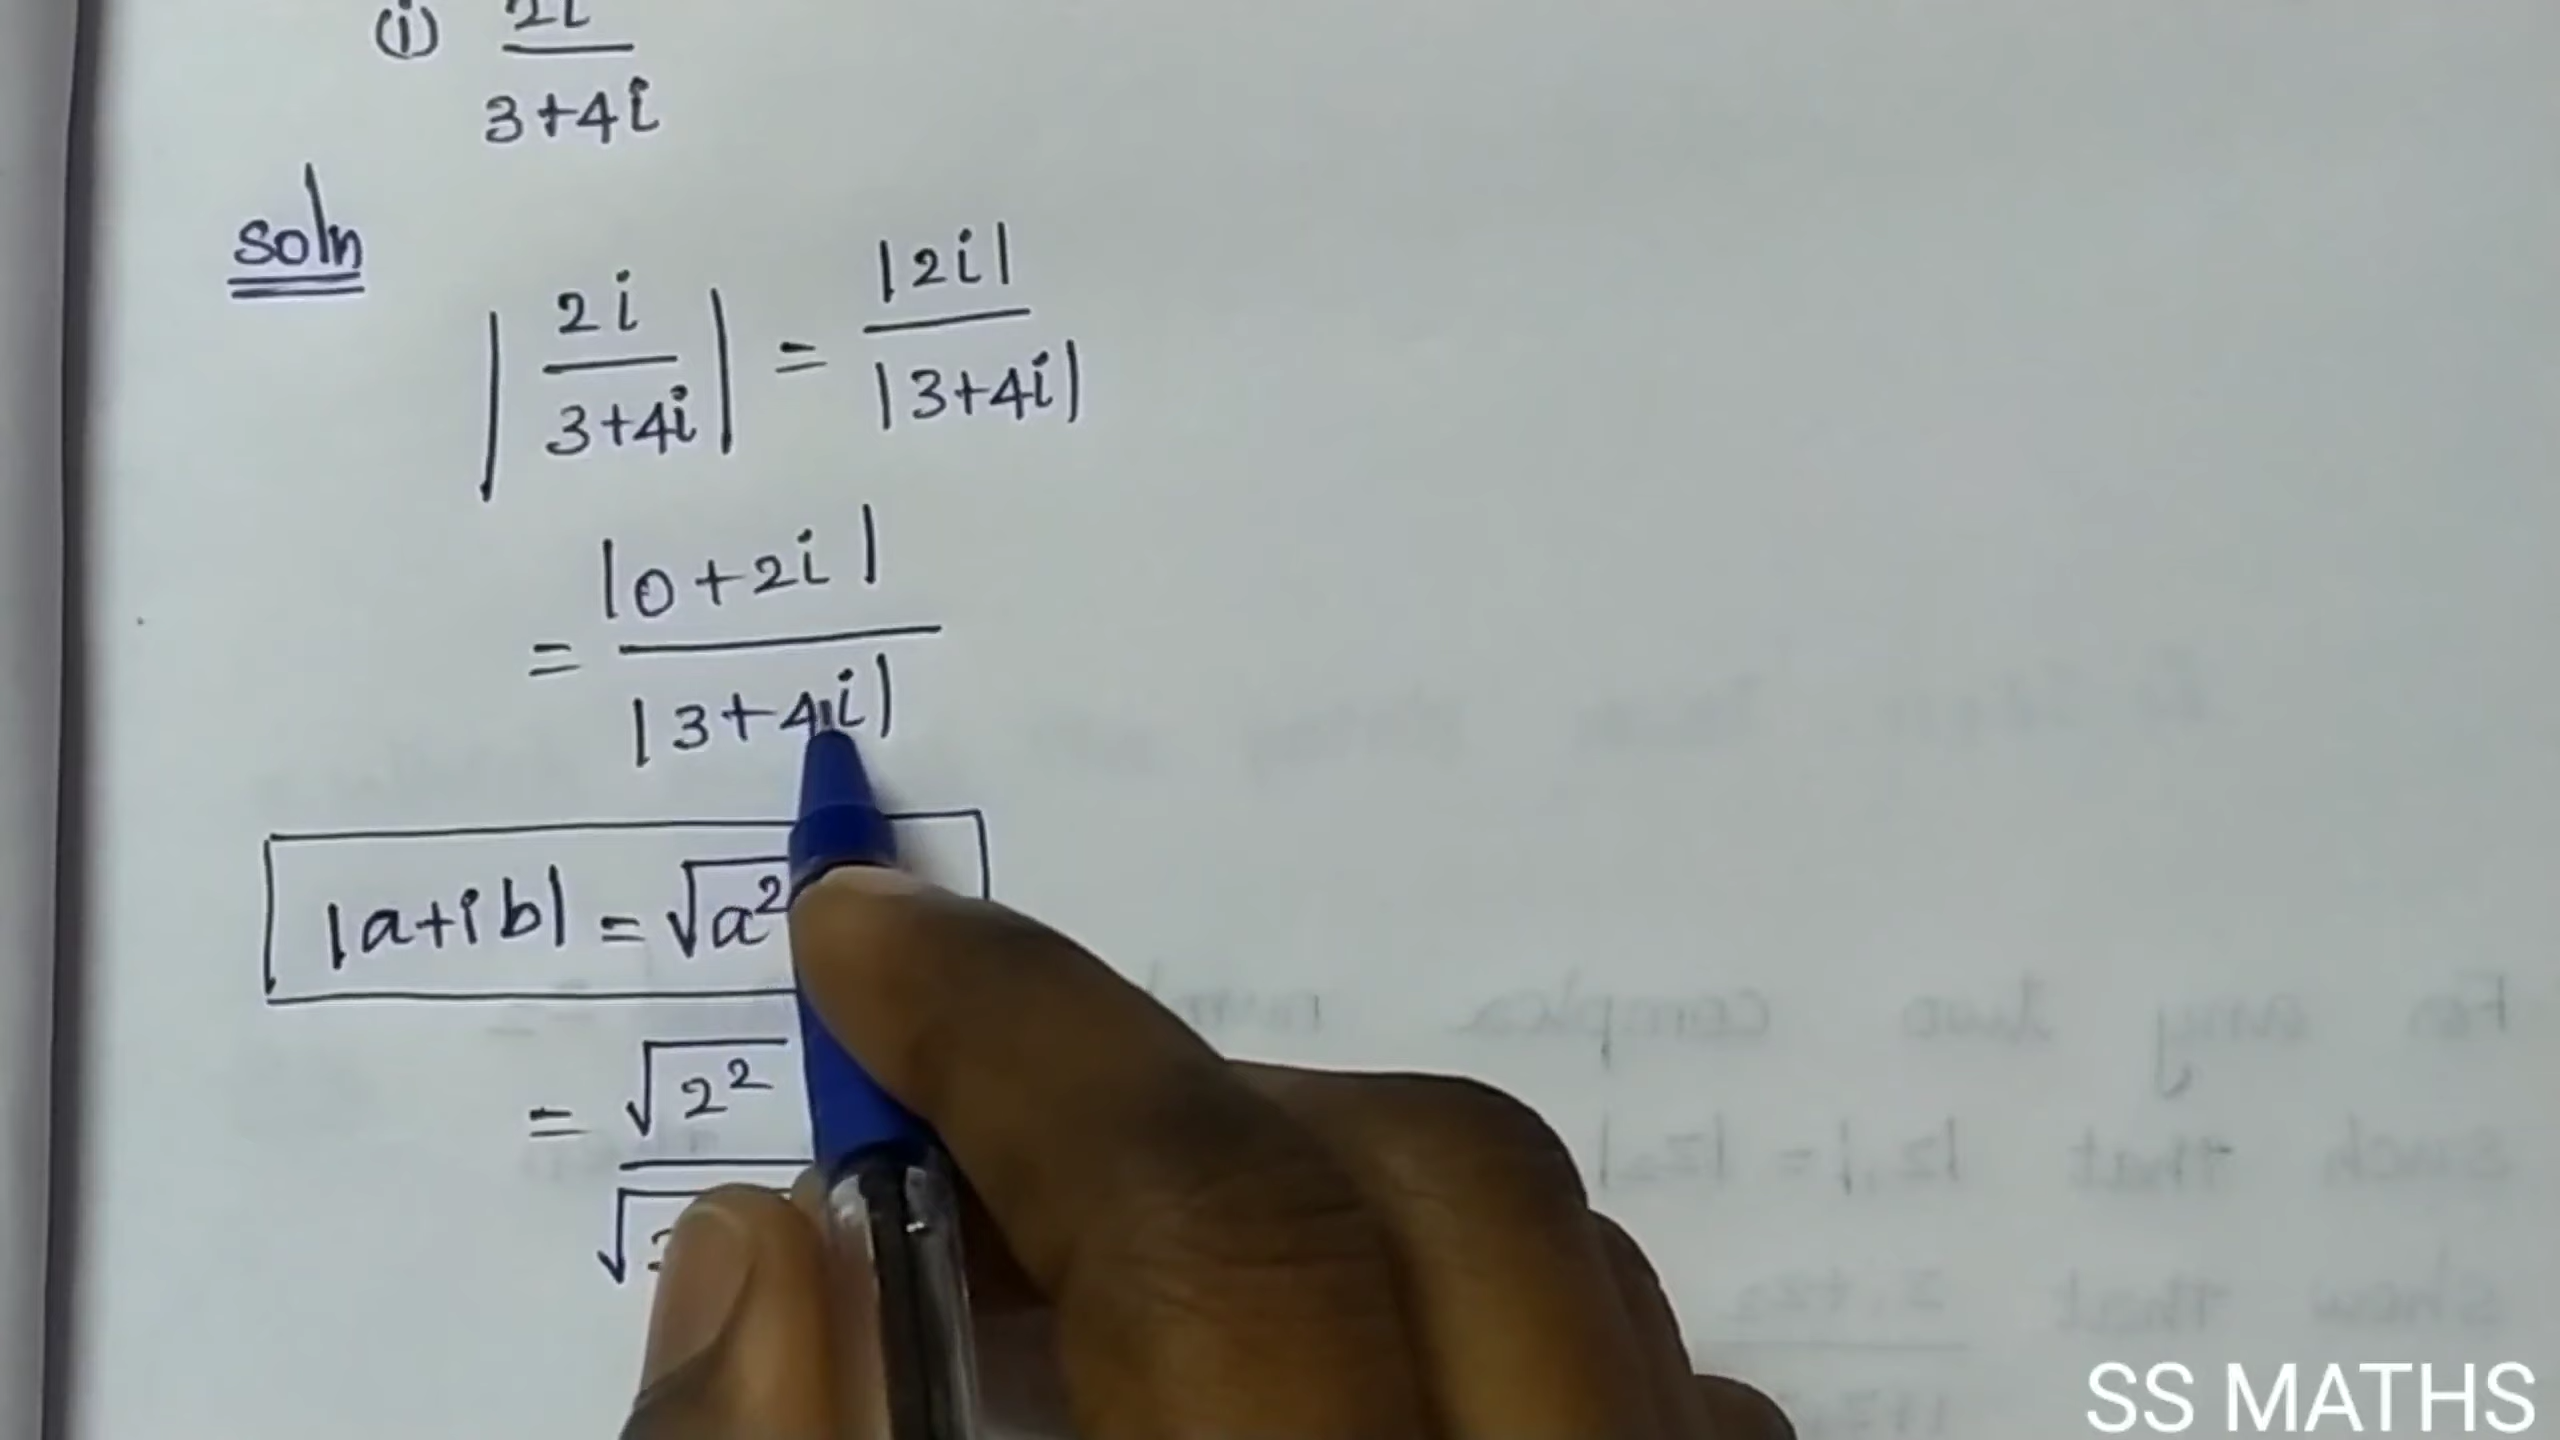 (i) 2i / 3+4i
Soln
| 2i / 3+4i | = |2i| / |3+4i|
= |0+2i| / |3+4i|
|a+ib| = √a²
= √2² / √
SS MATHS